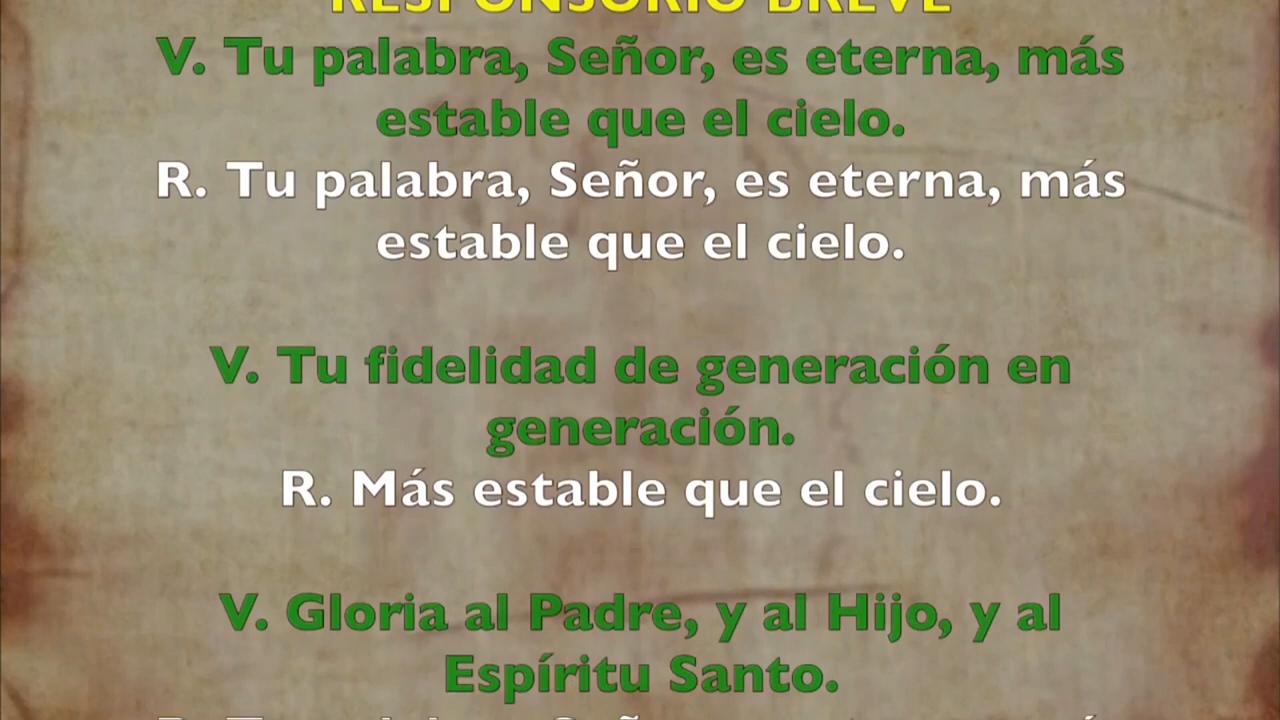 RESPONSORIO BREVE
V. Tu palabra, Señor, es eterna, más
estable que el cielo.
R. Tu palabra, Señor, es eterna, más
estable que el cielo.
V. Tu fidelidad de generación en
generación.
R. Más estable que el cielo.
V. Gloria al Padre, y al Hijo, y al
Espíritu Santo.